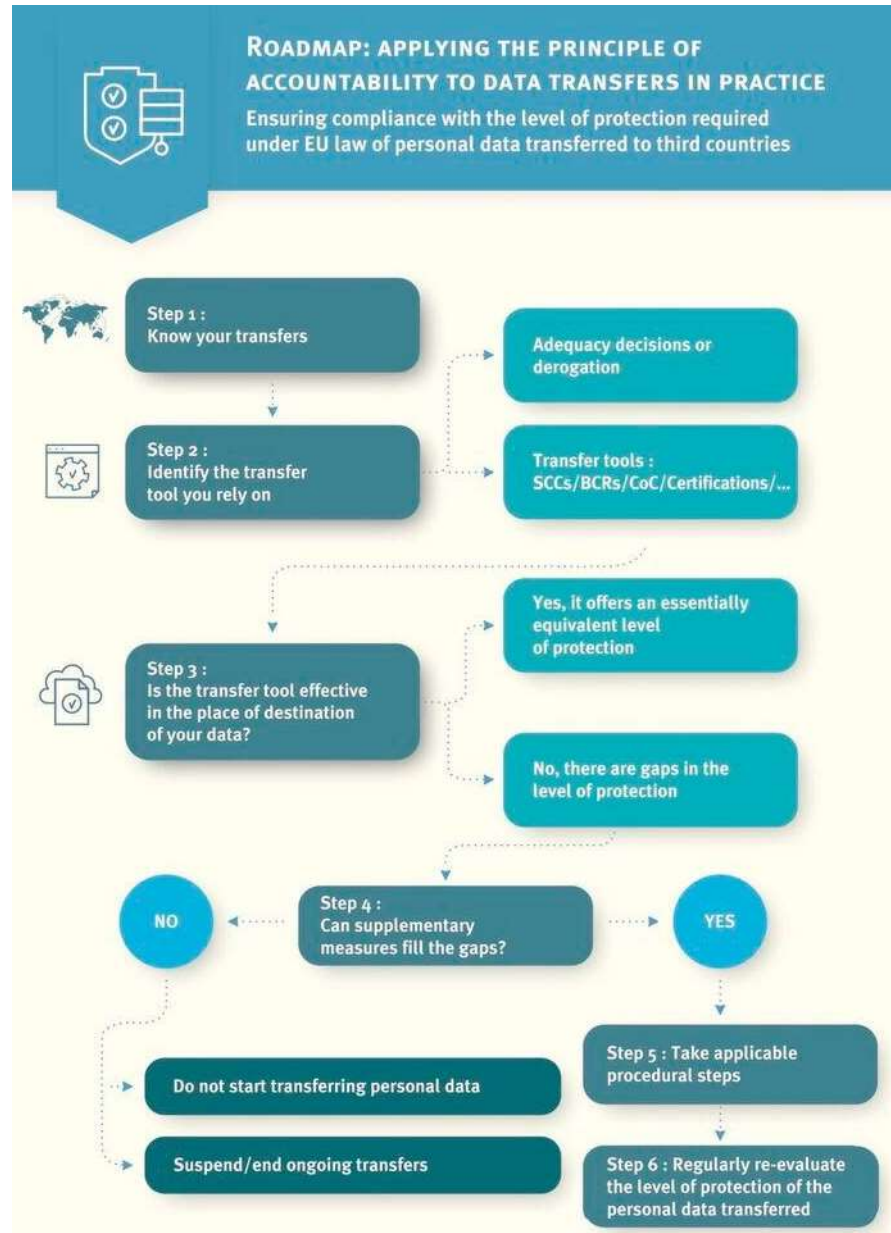 ROADMAP: APPLYING THE PRINCIPLE OF
ACCOUNTABILITY TO DATA TRANSFERS IN PRACTICE
Ensuring compliance with the level of protection required
under EU law of personal data transferred to third countries
Step 1 :
Know your transfers
Adequacy decisions or
derogation
Step 2 :
Identify the transfer
tool you rely on
Transfer tools :
SCCs/BCRs/CoC/Certifications/...
Yes, it offers an essentially
equivalent level
of protection
Step 3 :
Is the transfer tool effective
in the place of destination
of your data?
No, there are gaps in the
level of protection
NO
Step 4 :
Can supplementary
measures fill the gaps?
YES
Do not start transferring personal data
Suspend/end ongoing transfers
Step 5 : Take applicable
procedural steps
Step 6 : Regularly re-evaluate
the level of protection of the
personal data transferred